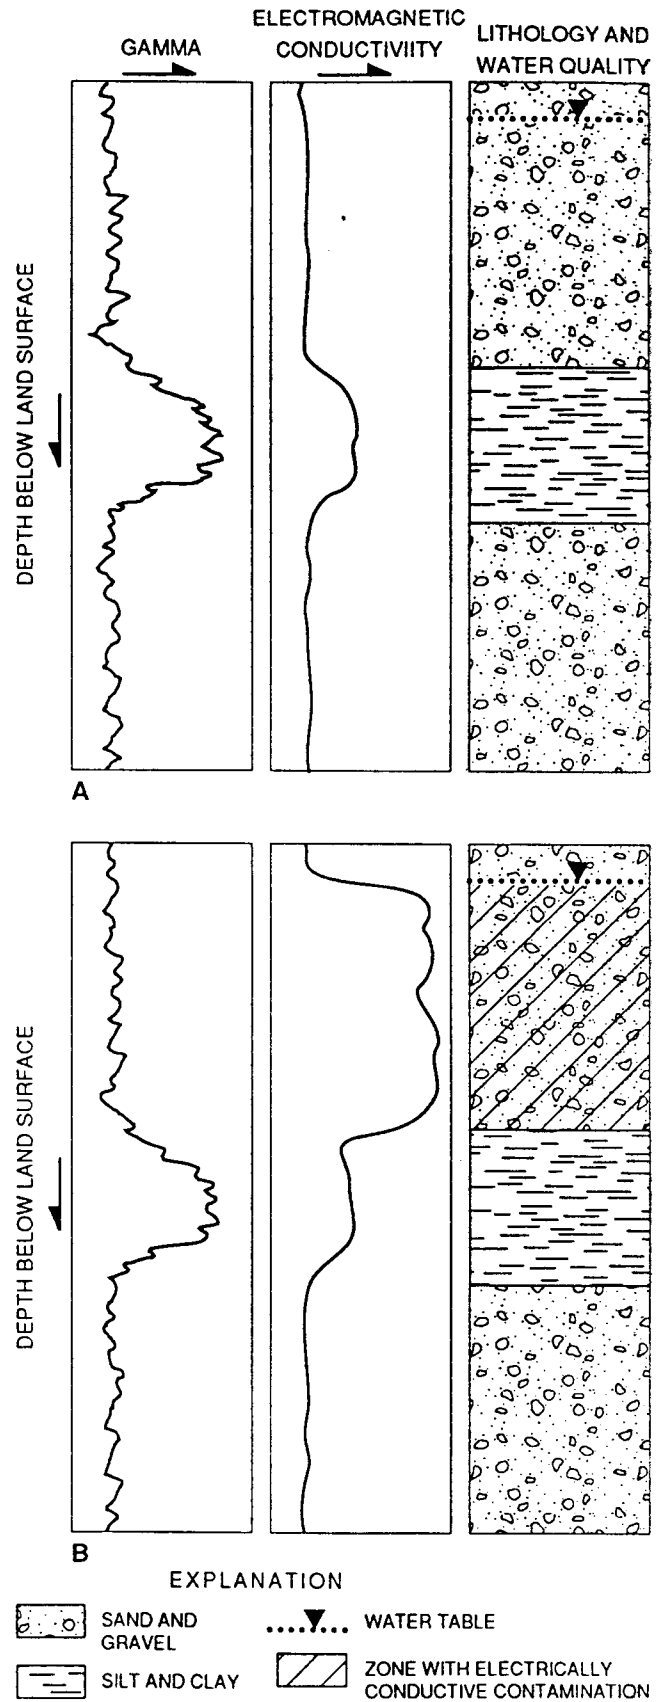 GAMMA
ELECTROMAGNETIC
CONDUCTIVIITY
LITHOLOGY AND
WATER QUALITY
DEPTH BELOW LAND SURFACE
A
DEPTH BELOW LAND SURFACE
B
EXPLANATION
SAND AND
GRAVEL
WATER TABLE
SILT AND CLAY
ZONE WITH ELECTRICALLY
CONDUCTIVE CONTAMINATION